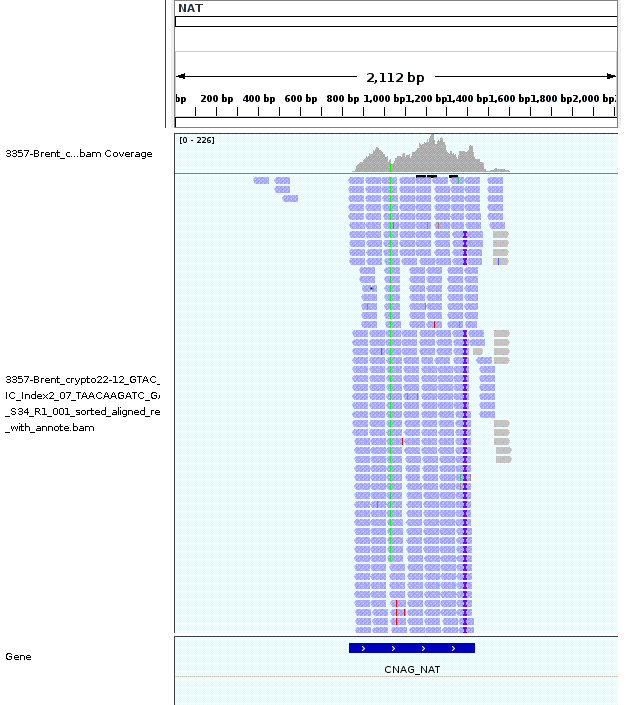 NAT
2,112 bp
bp 200 bp 400 bp 600 bp 800 bp 1,000 bp 1,200 bp 1,400 bp 1,600 bp 1,800 bp 2,000 bp
[0 - 226]
3357-Brent_c...bam Coverage
3357-Brent_crypto22-12_GTAC_
IC_Index2_07_TAACAAGATC_G
_S34_R1_001_sorted_aligned_re
_with_annote.bam
Gene
CNAG_NAT